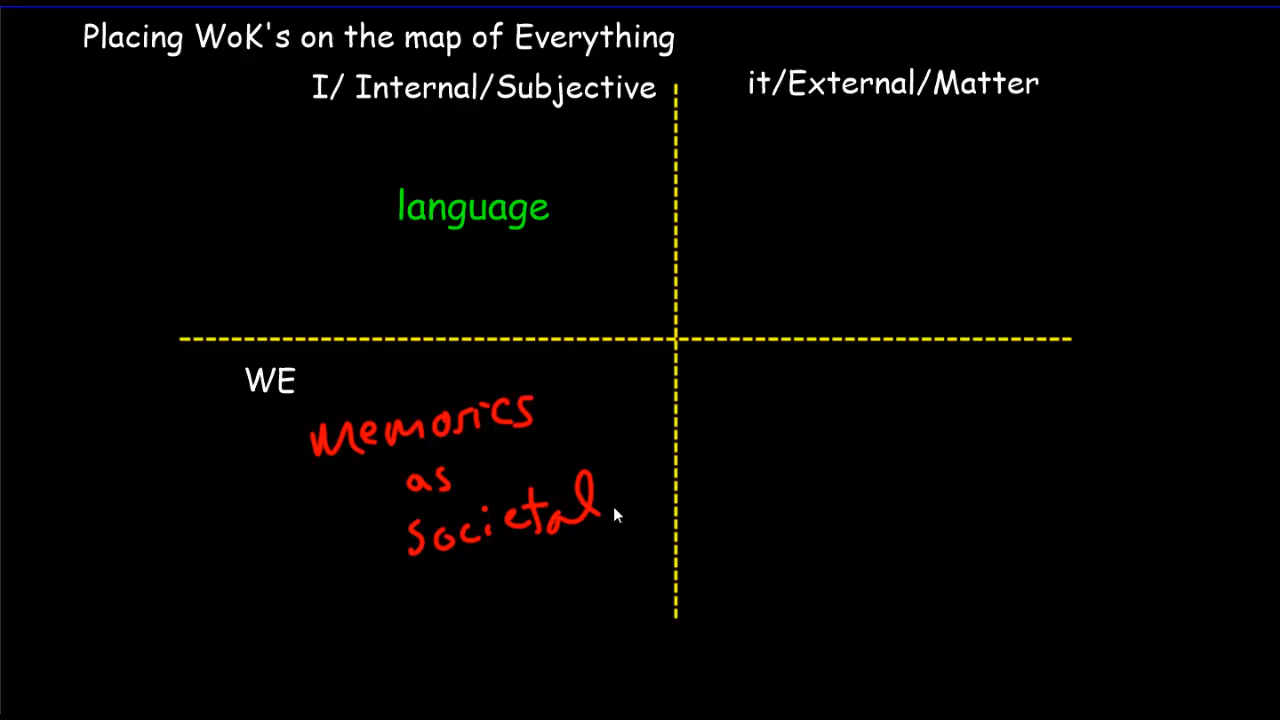 Placing WoK's on the map of Everything
I/ Internal/Subjective
it/External/Matter
language
WE
memories
as
societal